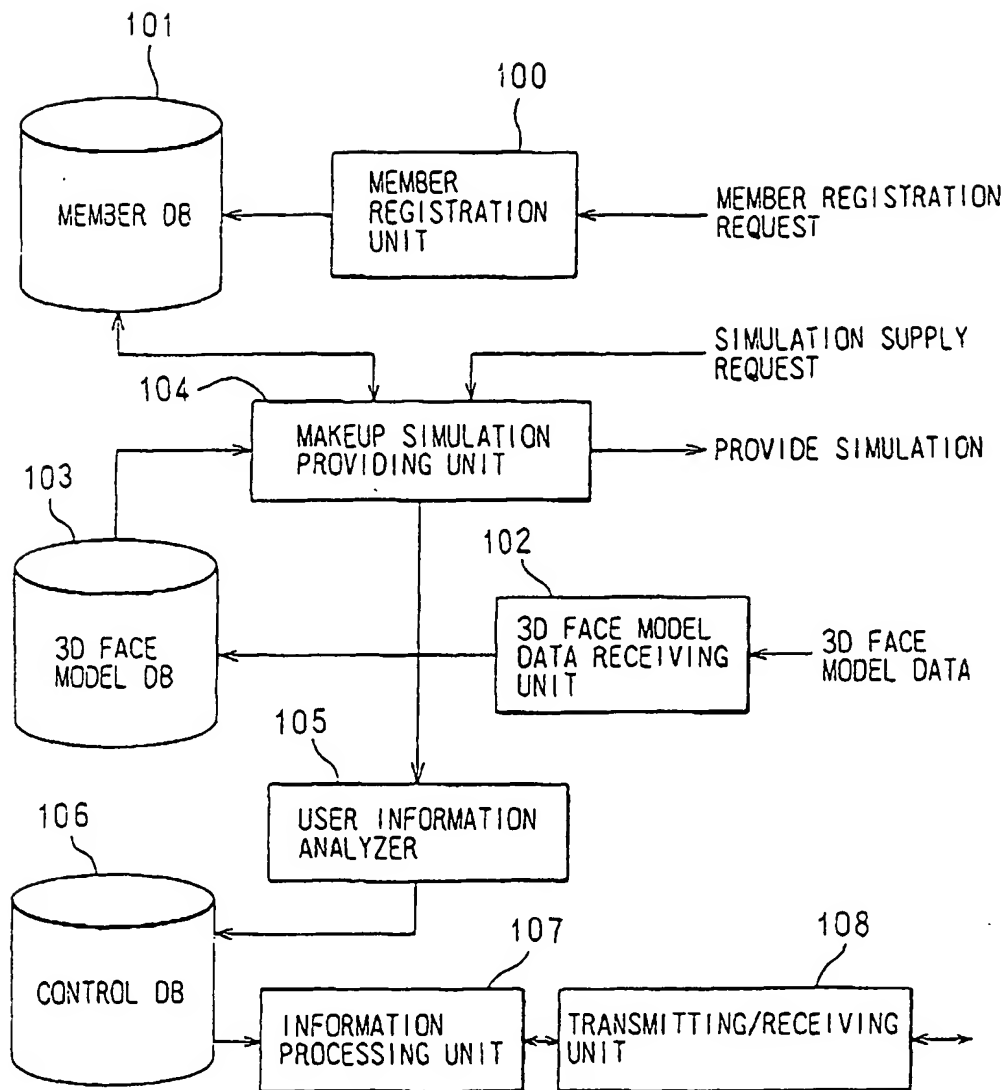 101
100
MEMBER DB
MEMBER
REGISTRATION
UNIT
MEMBER REGISTRATION
REQUEST
SIMULATION SUPPLY
REQUEST
104
MAKEUP SIMULATION
PROVIDING UNIT
PROVIDE SIMULATION
103
102
3D FACE
MODEL DB
3D FACE MODEL
DATA RECEIVING
UNIT
3D FACE
MODEL DATA
105
USER INFORMATION
ANALYZER
106
107
108
CONTROL DB
INFORMATION
PROCESSING UNIT
TRANSMITTING/RECEIVING
UNIT